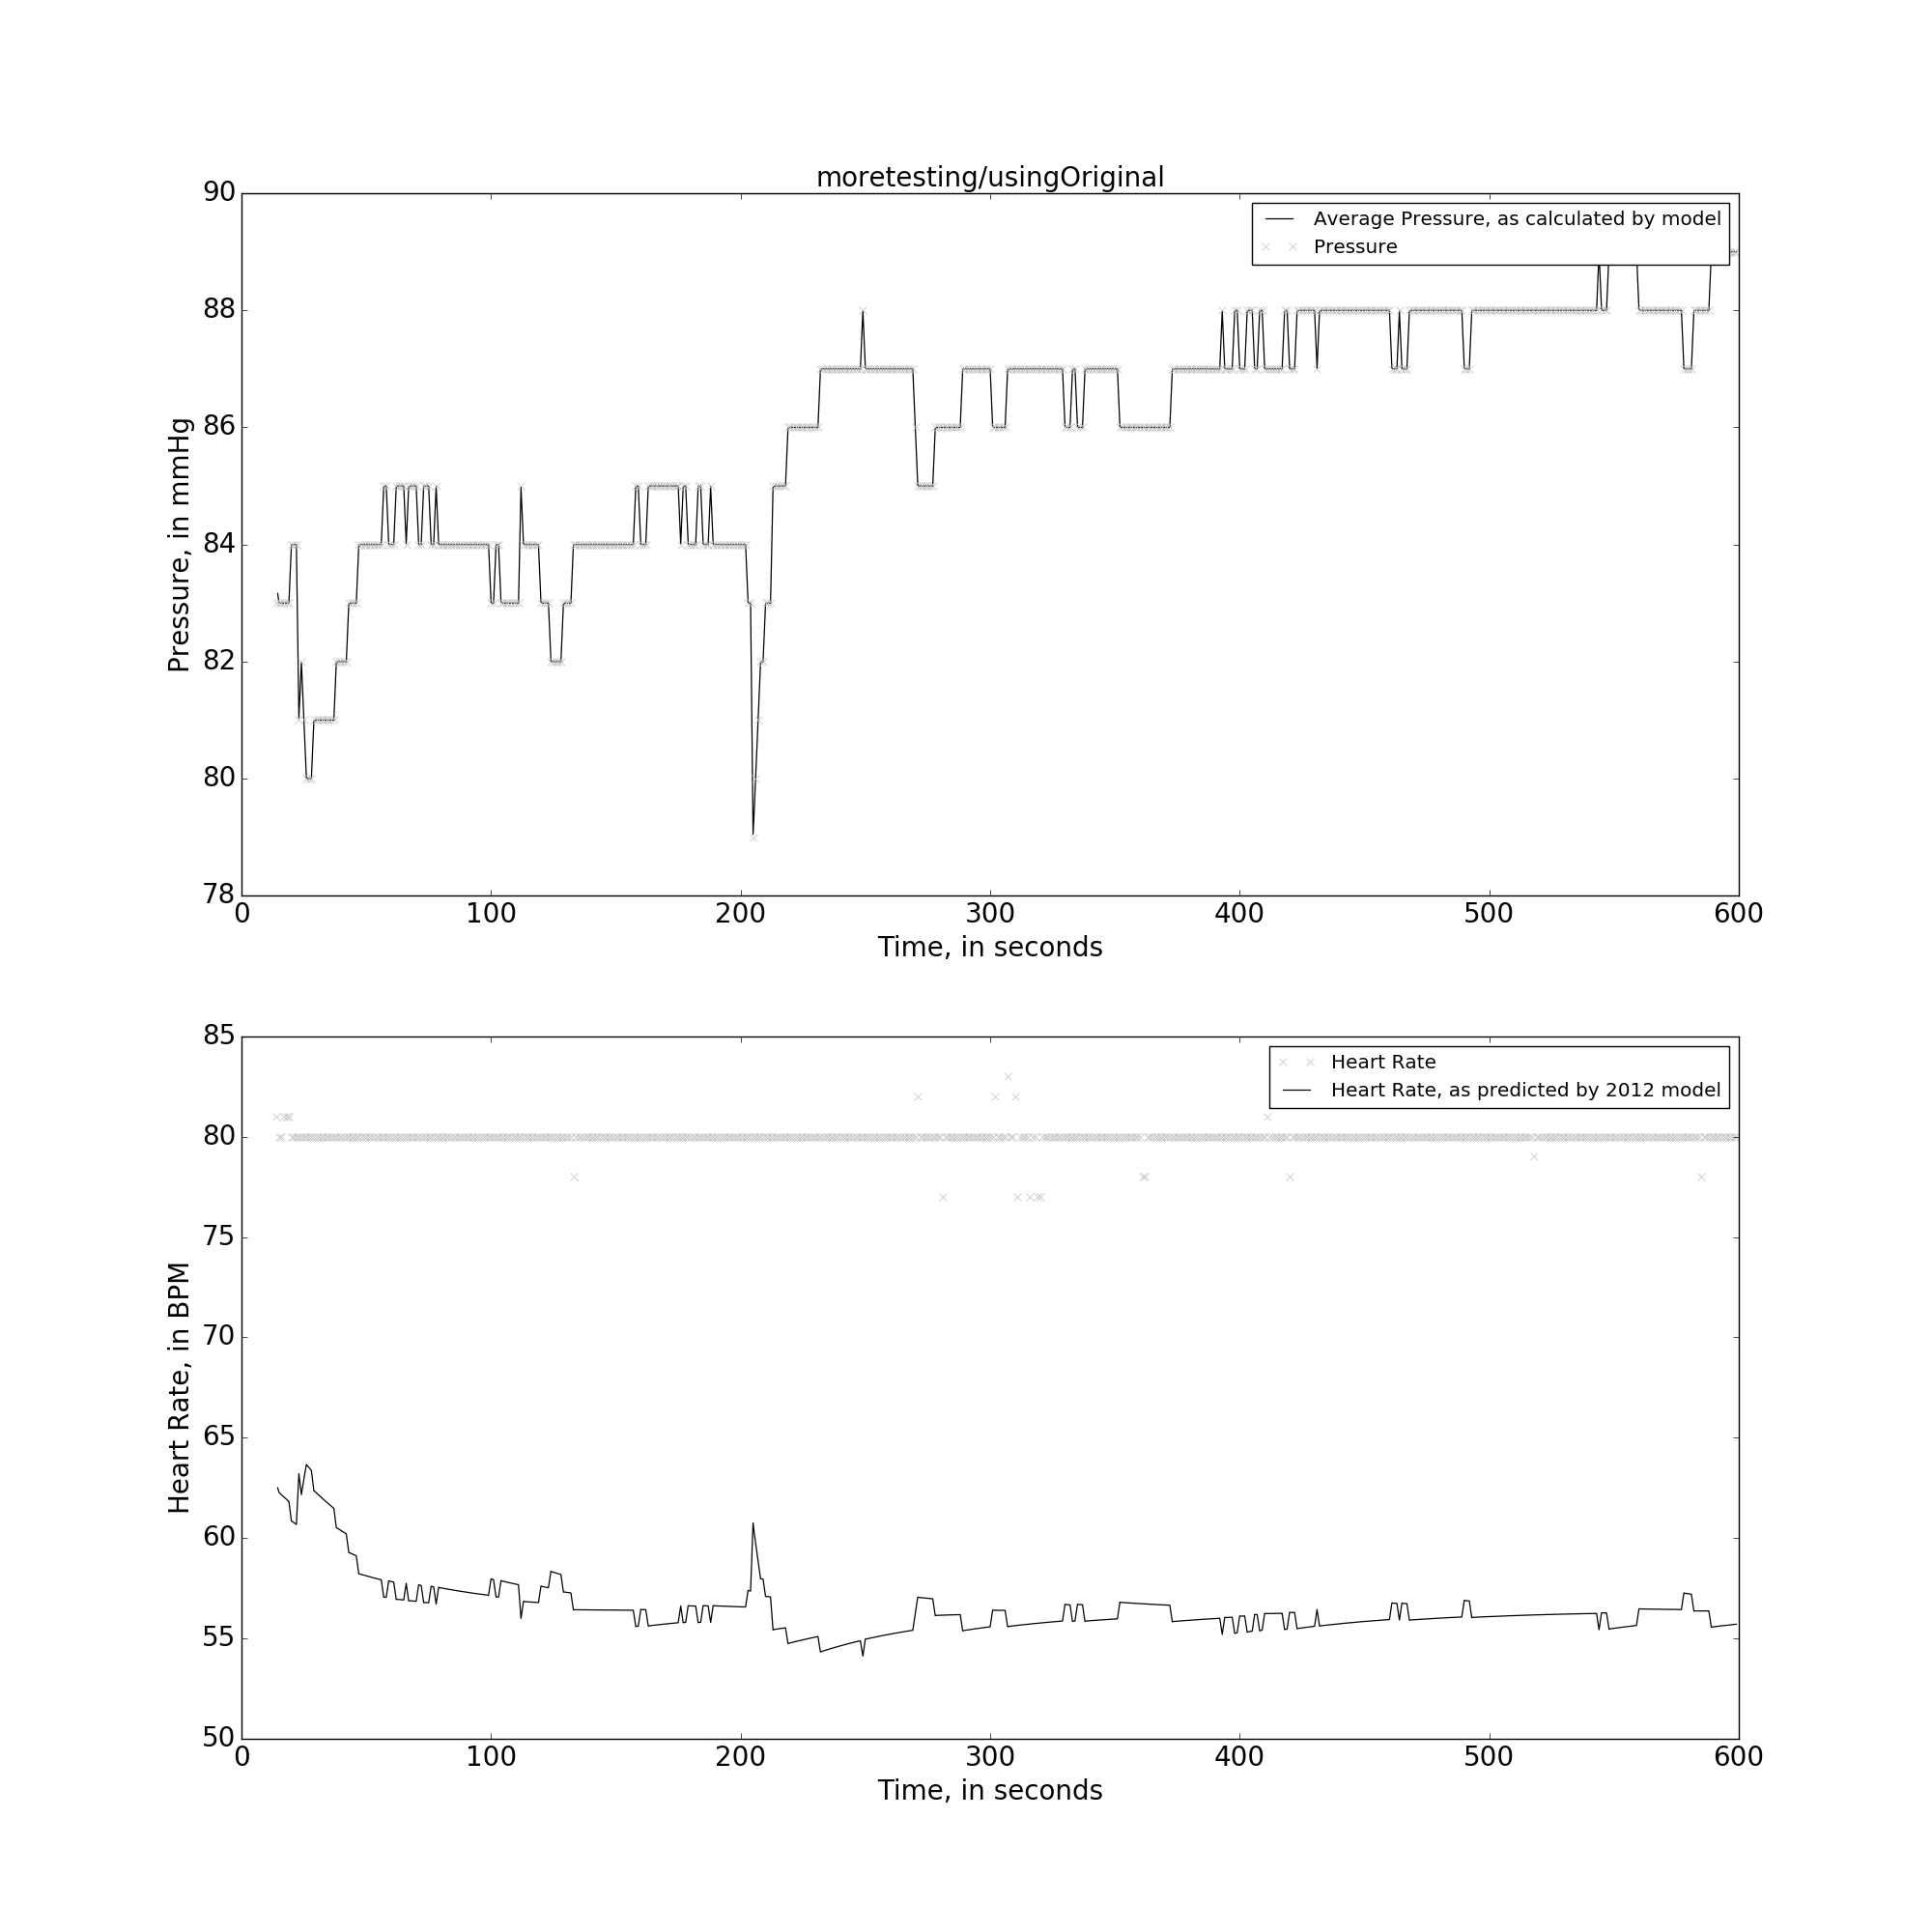 moretesting/usingOriginal
90
88
86
84
82
80
78
Pressure, in mmHg
Average Pressure, as calculated by model
Pressure
0 100 200 300 400 500 600
Time, in seconds
85
80
75
70
65
60
55
50
Heart Rate, in BPM
Heart Rate
Heart Rate, as predicted by 2012 model
0 100 200 300 400 500 600
Time, in seconds